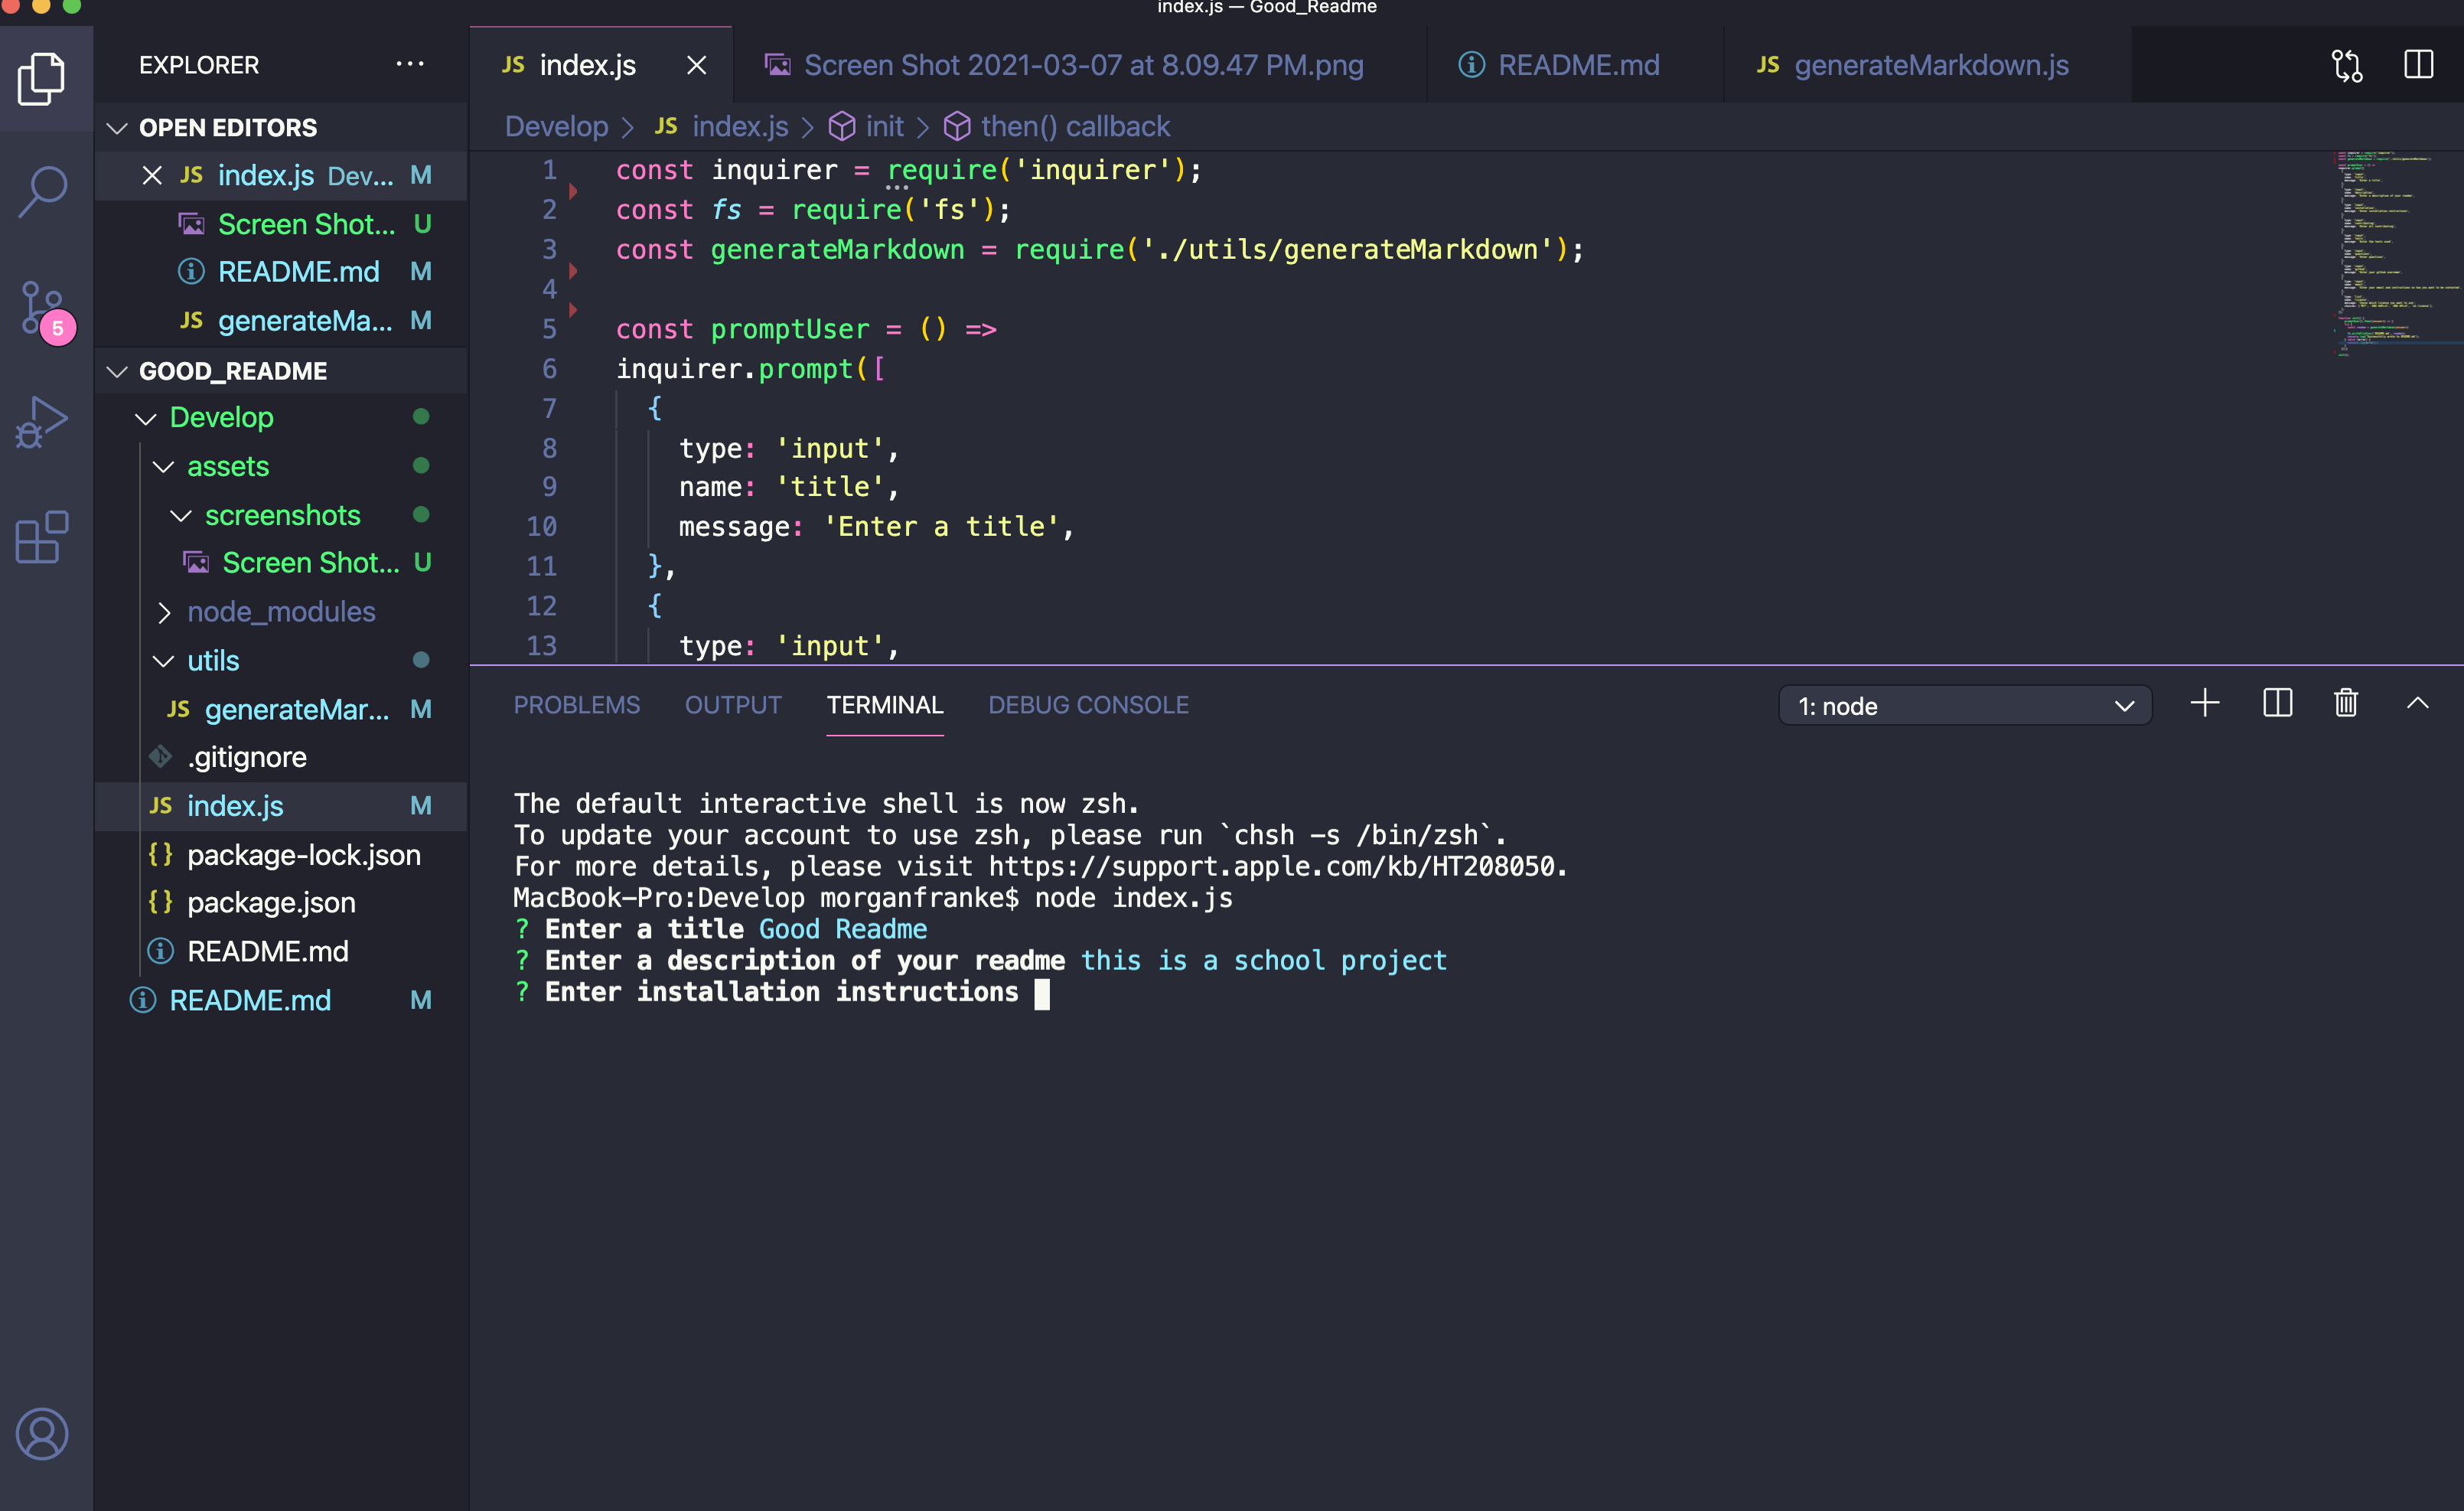 index.js — Good_Readme
EXPLORER
OPEN EDITORS
JS index.js Dev... M
Screen Shot... U
README.md M
JS generateMa... M
5
GOOD_README
Develop
assets
screenshots
Screen Shot... U
node_modules
utils
JS generateMar... M
.gitignore
JS index.js M
{} package-lock.json
{} package.json
README.md
README.md M
JS index.js
Screen Shot 2021-03-07 at 8.09.47 PM.png
README.md
JS generateMarkdown.js
Develop > JS index.js > init > then() callback
1 const inquirer = require('inquirer');
2 const fs = require('fs');
3 const generateMarkdown = require('./utils/generateMarkdown');
4
5 const promptUser = () =>
6 inquirer.prompt([
7 {
8 type: 'input',
9 name: 'title',
10 message: 'Enter a title',
11 },
12 {
13 type: 'input',
PROBLEMS OUTPUT TERMINAL DEBUG CONSOLE
1: node
The default interactive shell is now zsh.
To update your account to use zsh, please run `chsh -s /bin/zsh`.
For more details, please visit https://support.apple.com/kb/HT208050.
MacBook-Pro:Develop morganfranke$ node index.js
? Enter a title Good Readme
? Enter a description of your readme this is a school project
? Enter installation instructions